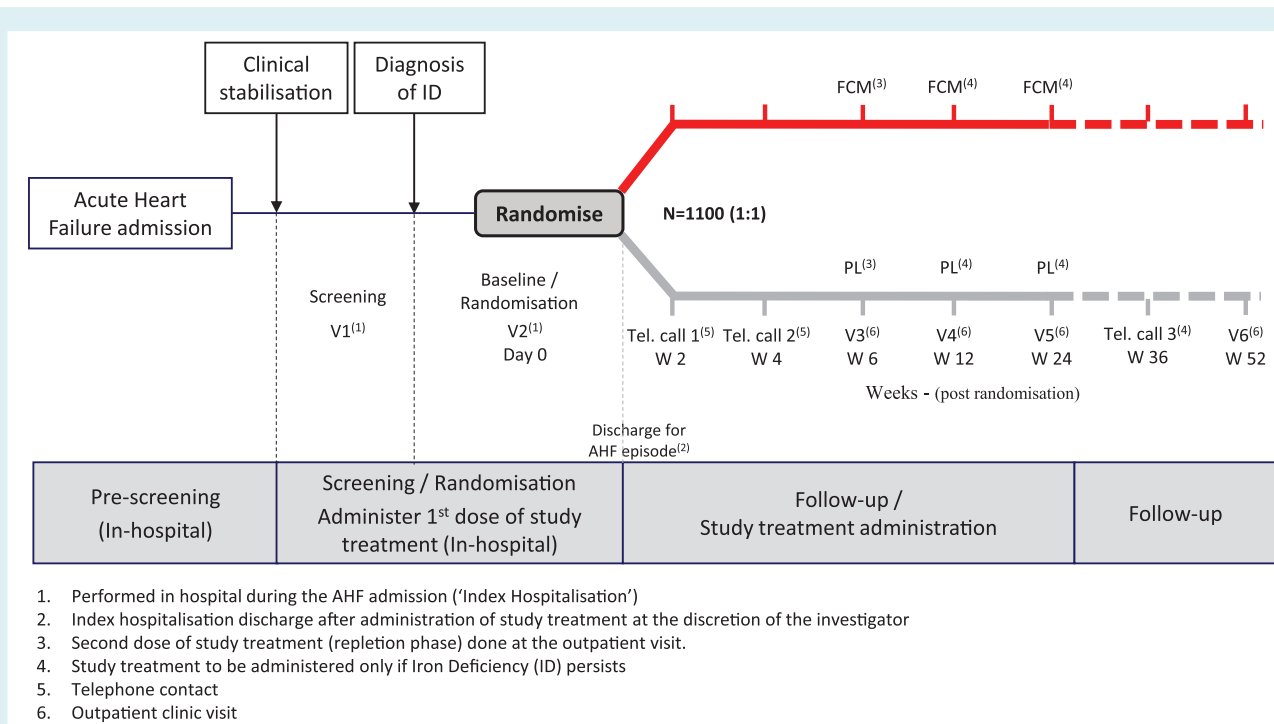 Clinical
stabilisation
Diagnosis
of ID
FCM(3)
FCM(4)
FCM(4)
Acute Heart
Failure admission
Randomise
N=1100 (1:1)
Screening
V1(1)
Baseline /
Randomisation
V2(1)
Day 0
PL(3)
PL(4)
PL(4)
Tel. call 1(5)
W 2
Tel. call 2(5)
W 4
V3(6)
W 6
V4(6)
W 12
V5(6)
W 24
Tel. call 3(4)
W 36
V6(6)
W 52
Weeks - (post randomisation)
Discharge for
AHF episode(2)
Pre-screening
(In-hospital)
Screening / Randomisation
Administer 1st dose of study
treatment (In-hospital)
Follow-up /
Study treatment administration
Follow-up
1. Performed in hospital during the AHF admission (‘Index Hospitalisation’)
2. Index hospitalisation discharge after administration of study treatment at the discretion of the investigator
3. Second dose of study treatment (repletion phase) done at the outpatient visit.
4. Study treatment to be administered only if Iron Deficiency (ID) persists
5. Telephone contact
6. Outpatient clinic visit